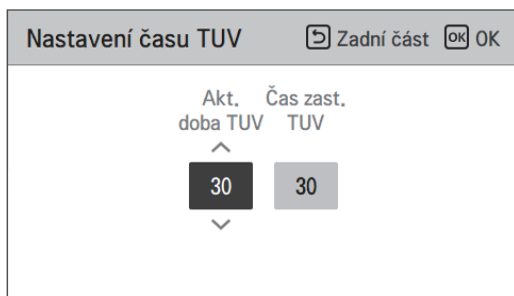 Nastavení času TUV Zadní část OK OK
Akt. Čas zast.
doba TUV TUV
30 30